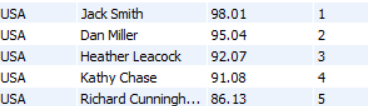 USA Jack Smith 98.01 1
USA Dan Miller 95.04 2
USA Heather Leacock 92.07 3
USA Kathy Chase 91.08 4
USA Richard Cunningh... 86.13 5